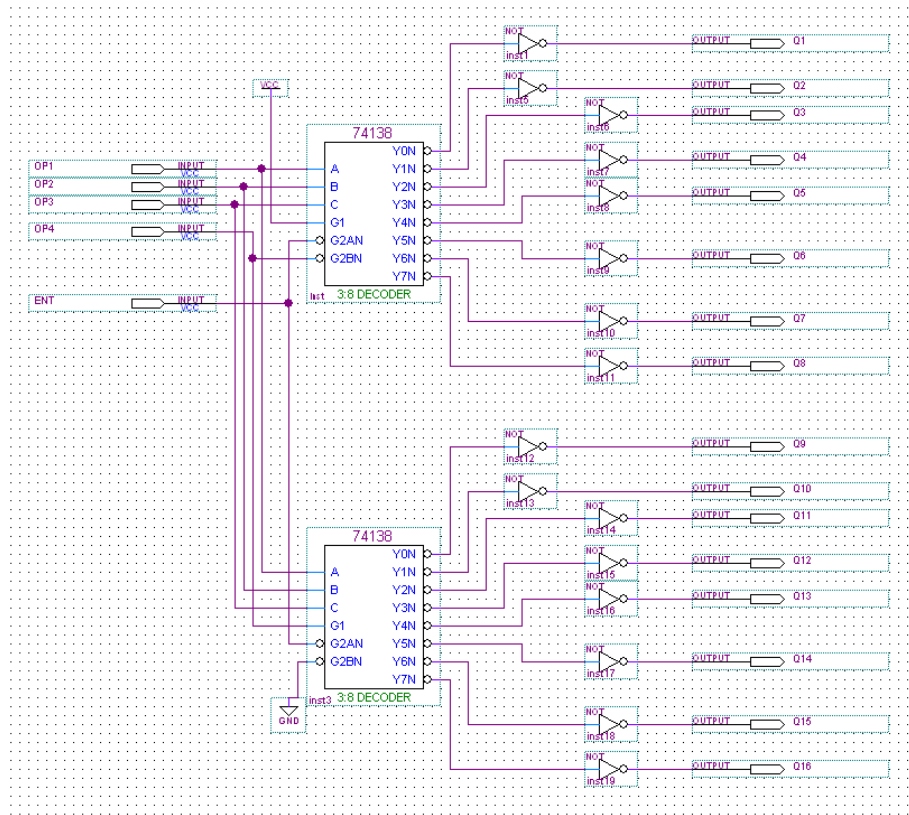 NOT
inst1
OUTPUT Q1
VCC
NOT
inst5
OUTPUT Q2
NOT
inst6
OUTPUT Q3
74138
OP1 INPUT VCC
OP2 INPUT VCC
OP3 INPUT VCC
OP4 INPUT VCC
ENT INPUT VCC
A Y0N
B Y1N
C Y2N
G1 Y3N
G2AN Y4N
G2BN Y5N
Y6N
Y7N
inst 3:8 DECODER
NOT
inst7
OUTPUT Q4
NOT
inst8
OUTPUT Q5
NOT
inst9
OUTPUT Q6
NOT
inst10
OUTPUT Q7
NOT
inst11
OUTPUT Q8
NOT
inst12
OUTPUT Q9
NOT
inst13
OUTPUT Q10
NOT
inst14
OUTPUT Q11
74138
A Y0N
B Y1N
C Y2N
G1 Y3N
G2AN Y4N
G2BN Y5N
Y6N
Y7N
inst3 3:8 DECODER
GND
NOT
inst15
OUTPUT Q12
NOT
inst16
OUTPUT Q13
NOT
inst17
OUTPUT Q14
NOT
inst18
OUTPUT Q15
NOT
inst19
OUTPUT Q16